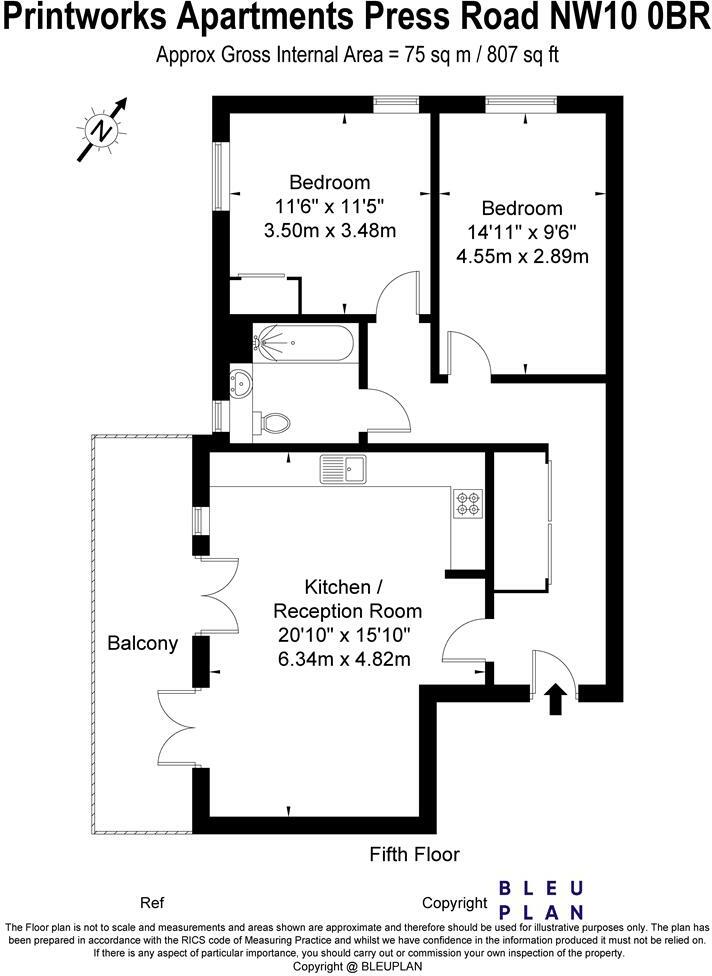 Printworks Apartments Press Road NW10 0BR
Approx Gross Internal Area = 75 sq m / 807 sq ft
N
Bedroom
11'6" x 11'5"
3.50m x 3.48m
Bedroom
14'11" x 9'6"
4.55m x 2.89m
Kitchen /
Reception Room
20'10" x 15'10"
6.34m x 4.82m
Balcony
Fifth Floor
Ref
Copyright
BLEU
PLAN
The Floor plan is not to scale and measurements and areas shown are approximate and therefore should be used for illustrative purposes only. The plan has
been prepared in accordance with the RICS code of Measuring Practice and whilst we have confidence in the information produced it must not be relied on.
If there is any aspect of particular importance, you should carry out or commission your own inspection of the property.
Copyright @ BLEUPLAN